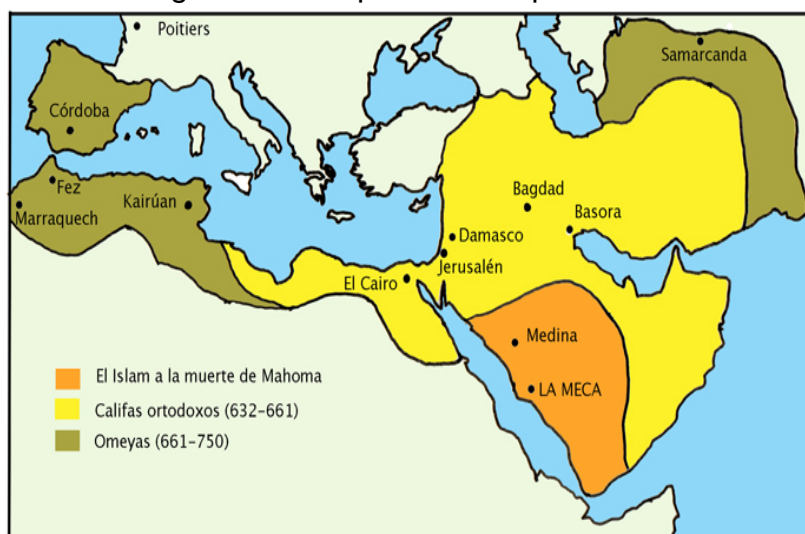 Poitiers
Samarcanda
Córdoba
Fez
Kairúan
Marraquech
Bagdad
Basora
Damasco
Jerusalén
El Cairo
Medina
LA MECA
El Islam a la muerte de Mahoma
Califas ortodoxos (632-661)
Omeyas (661-750)